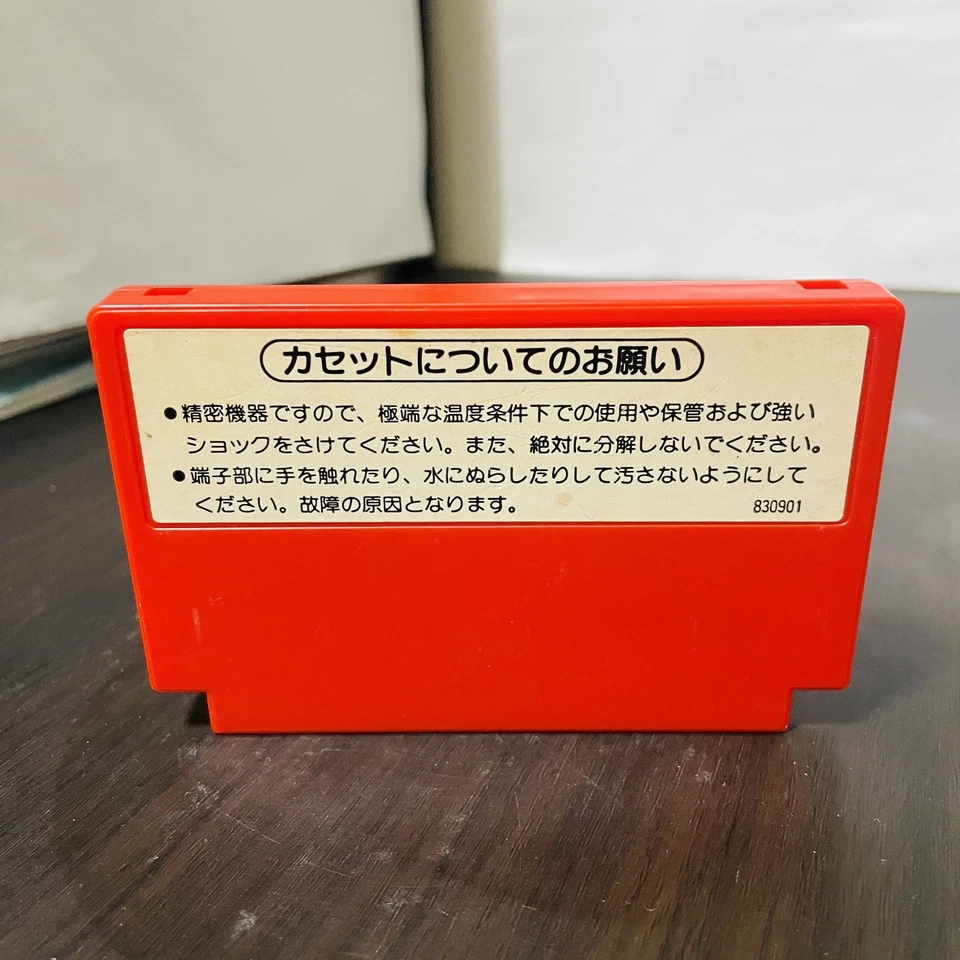 カセットについてのお願い
●精密機器ですので、極端な温度条件下での使用や保管および強い
ショックをさけてください。また、絶対に分解しないでください。
●端子部に手を触れたり、水にぬらしたりして汚さないようにして
ください。故障の原因となります。 830901